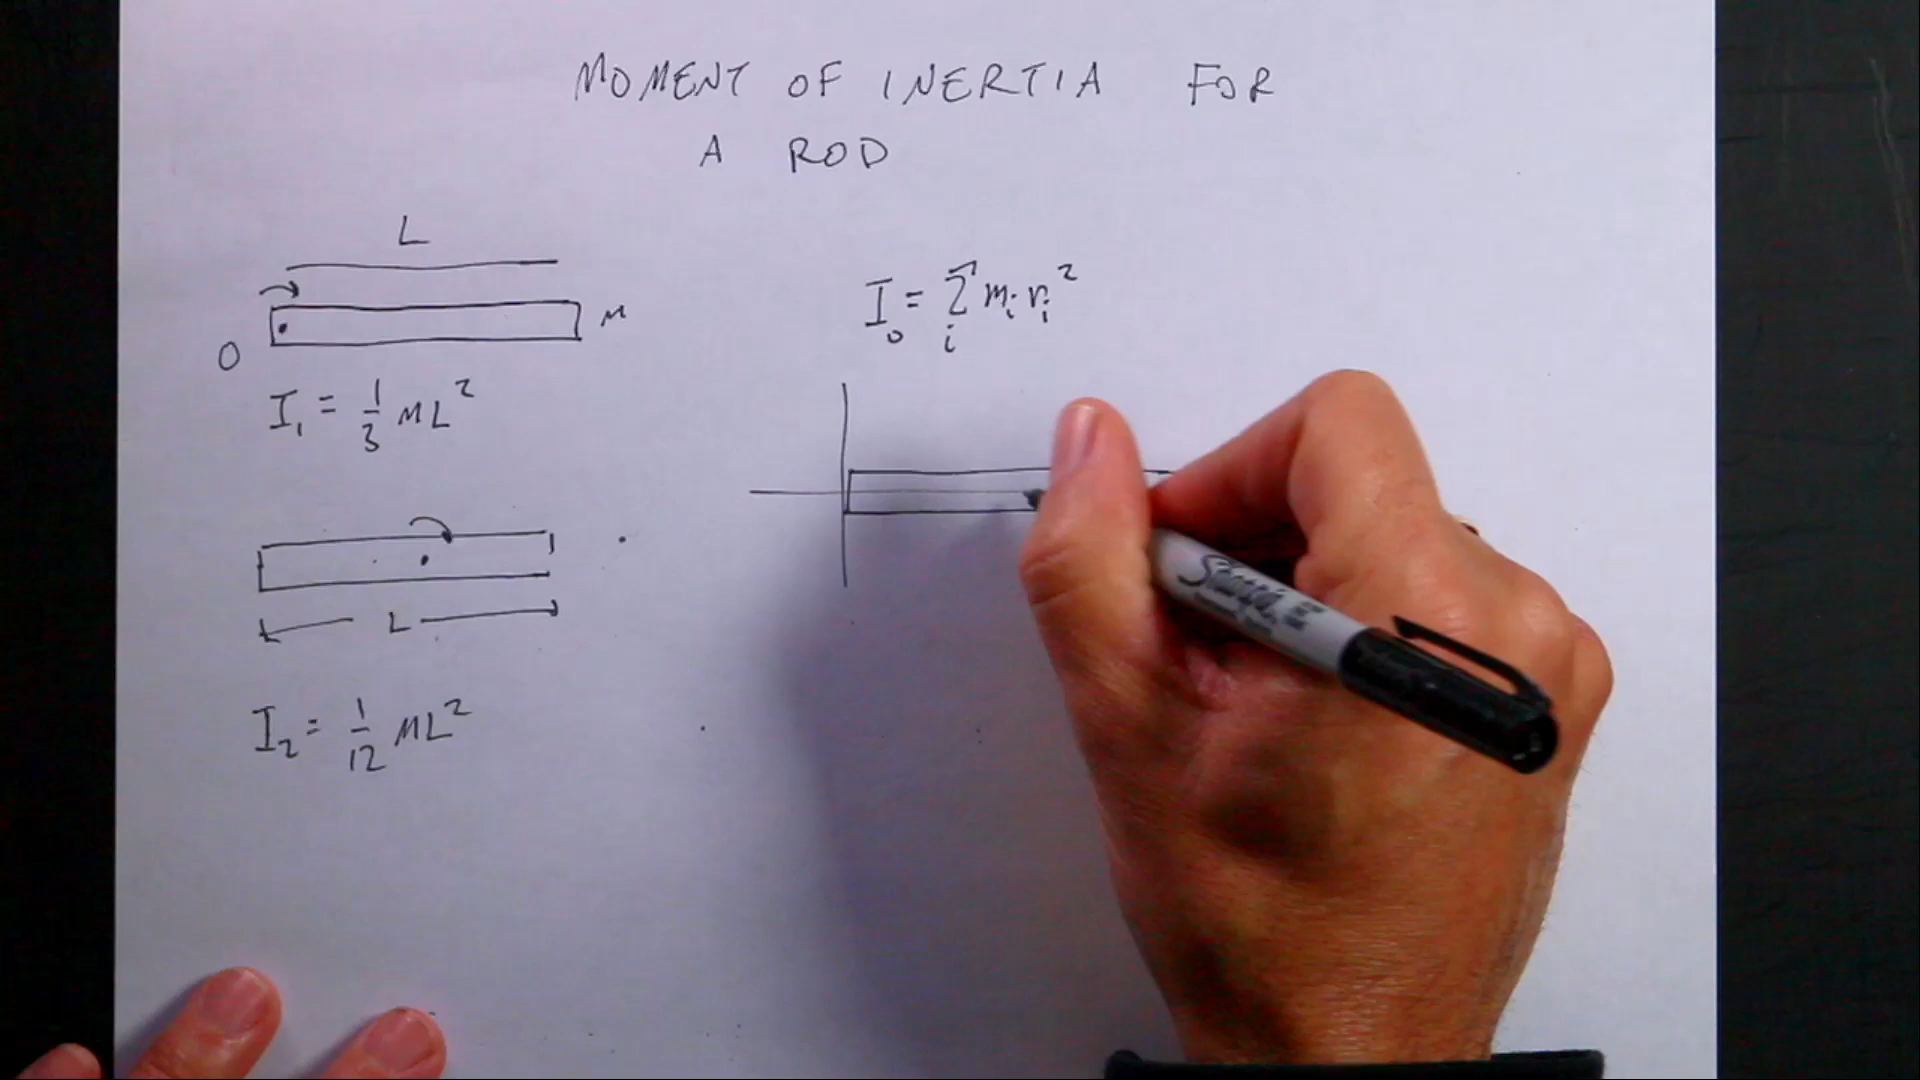 MOMENT OF INERTIA FOR
A ROD
L
M
O
I₁ = 1/3 ML²
L
I₂ = 1/12 ML²
I₀ = Σᵢ mᵢ rᵢ²
Sharpie